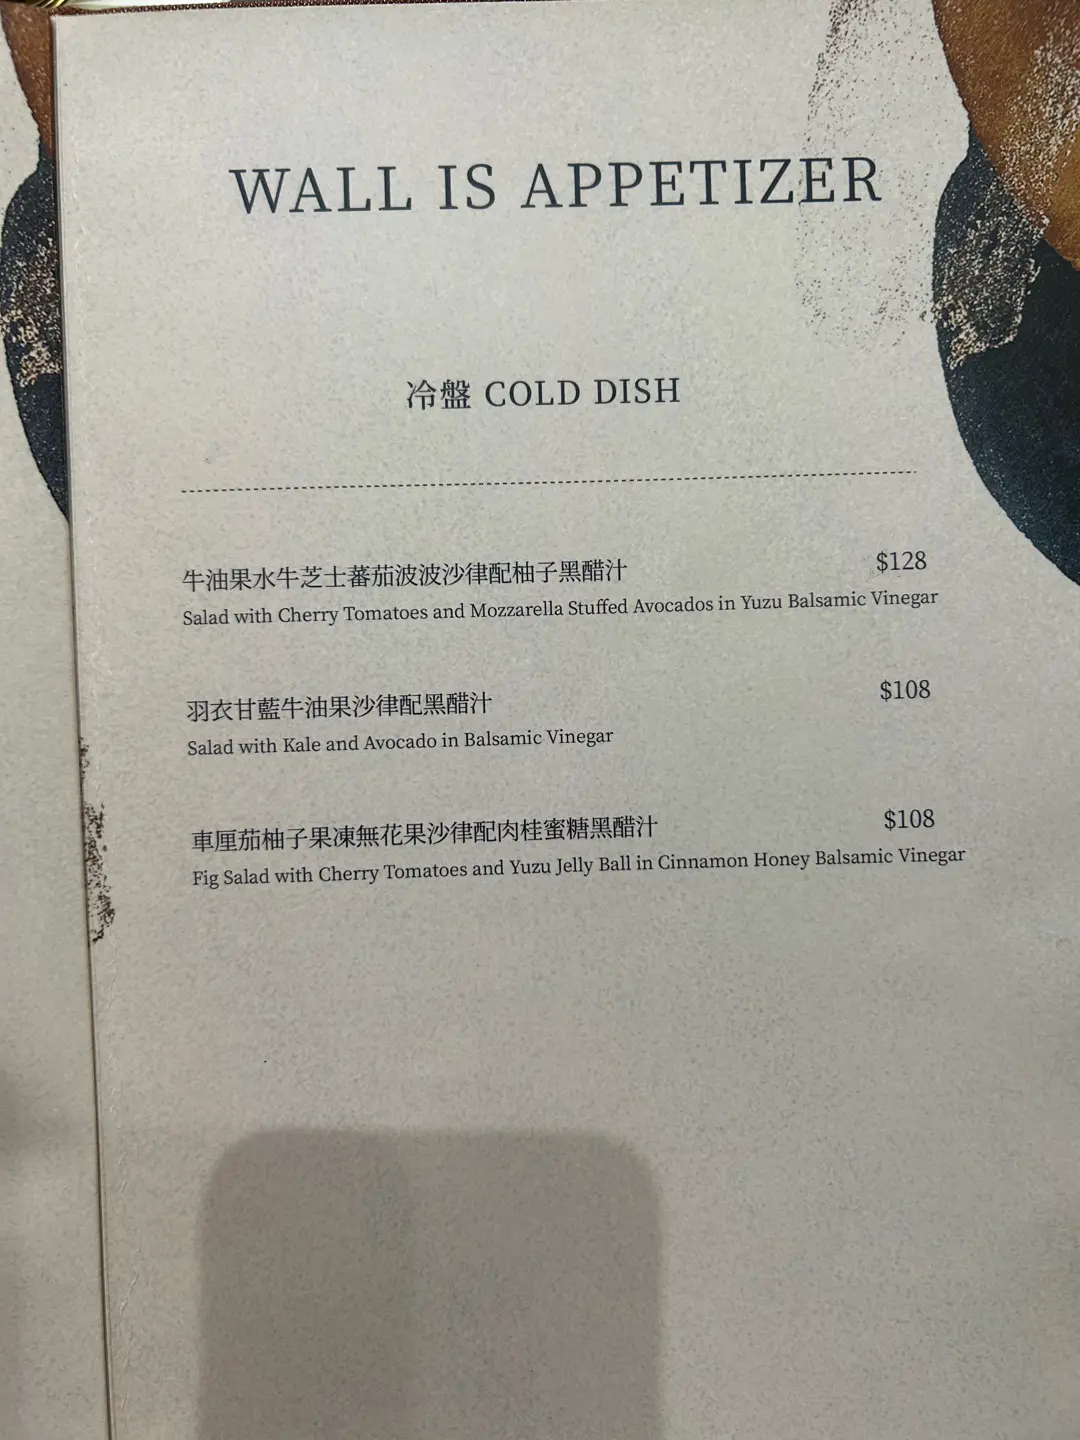 WALL IS APPETIZER
冷盤 COLD DISH
牛油果水牛芝士蕃茄波波沙律配柚子黑醋汁 $128
Salad with Cherry Tomatoes and Mozzarella Stuffed Avocados in Yuzu Balsamic Vinegar
羽衣甘藍牛油果沙律配黑醋汁 $108
Salad with Kale and Avocado in Balsamic Vinegar
車厘茄柚子果凍無花果沙律配肉桂蜜糖黑醋汁 $108
Fig Salad with Cherry Tomatoes and Yuzu Jelly Ball in Cinnamon Honey Balsamic Vinegar